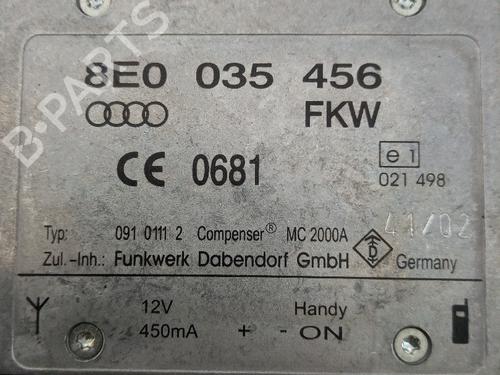 8E0 035 456
FKW
CE 0681
e1
021 498
41/02
Typ: 091 0111 2 Compenser® MC 2000A
Zul.-Inh.: Funkwerk Dabendorf GmbH Germany
12V Handy
450mA + - ON
B-PARTS